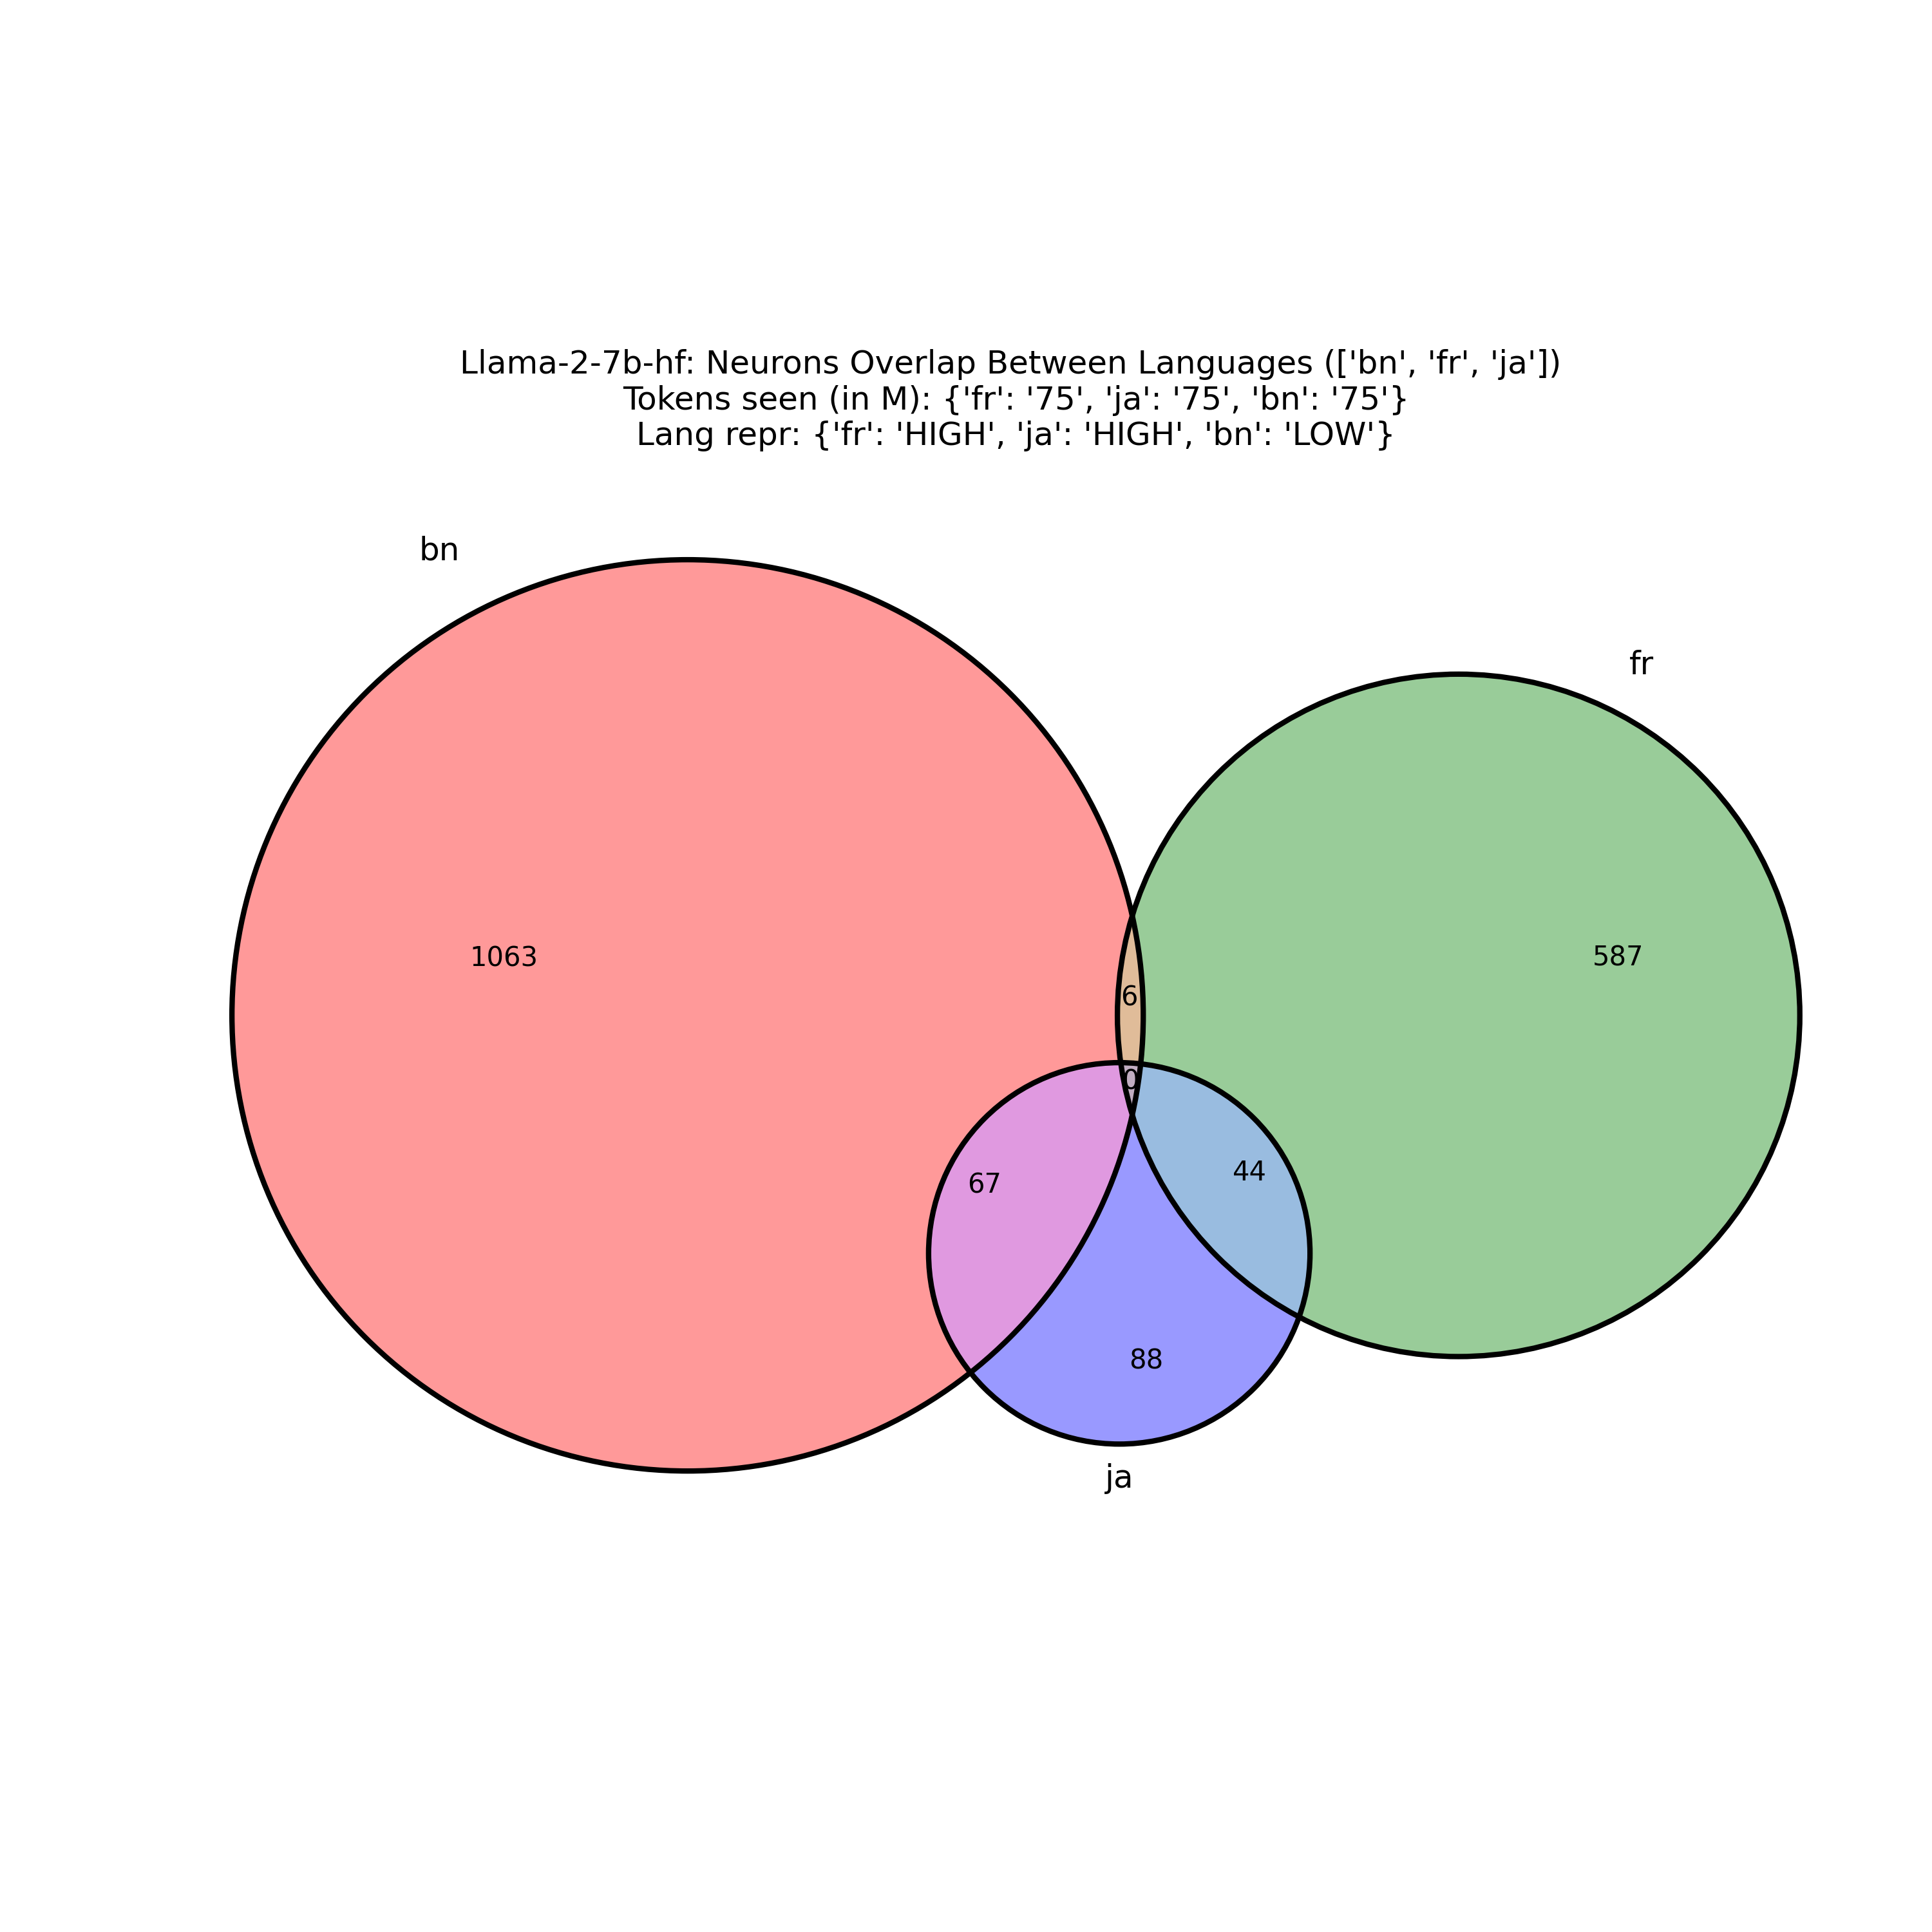 Llama-2-7b-hf: Neurons Overlap Between Languages (['bn', 'fr', 'ja'])
Tokens seen (in M): {'fr': '75', 'ja': '75', 'bn': '75'}
Lang repr: {'fr': 'HIGH', 'ja': 'HIGH', 'bn': 'LOW'}
bn
fr
1063
587
6
0
67
44
88
ja